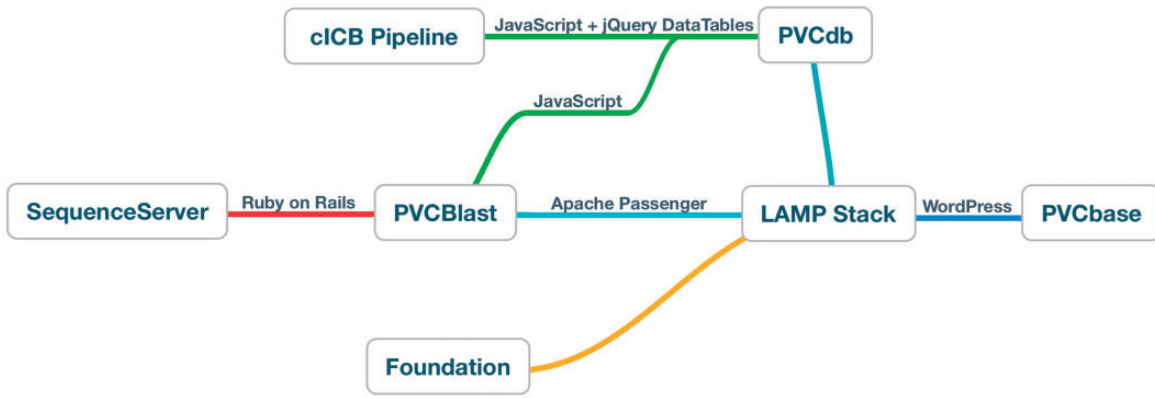 cICB Pipeline
JavaScript + jQuery DataTables
PVCdb
JavaScript
SequenceServer
Ruby on Rails
PVCBlast
Apache Passenger
LAMP Stack
WordPress
PVCbase
Foundation